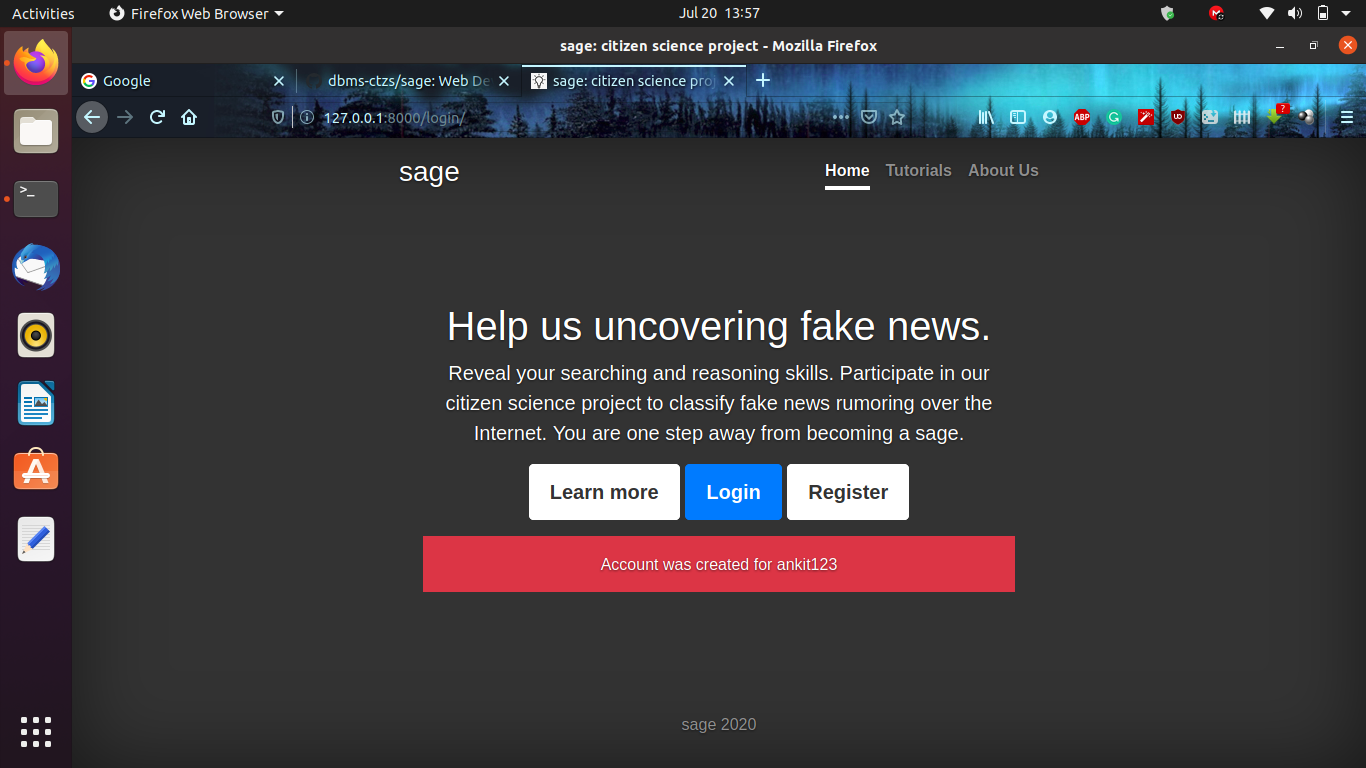 Activities Firefox Web Browser Jul 20 13:57
sage: citizen science project - Mozilla Firefox
Google dbms-ctzs/sage: Web De sage: citizen science pro
127.0.0.1:8000/login/ ABP
sage Home Tutorials About Us
Help us uncovering fake news.
Reveal your searching and reasoning skills. Participate in our
citizen science project to classify fake news rumoring over the
Internet. You are one step away from becoming a sage.
Learn more Login Register
Account was created for ankit123
sage 2020